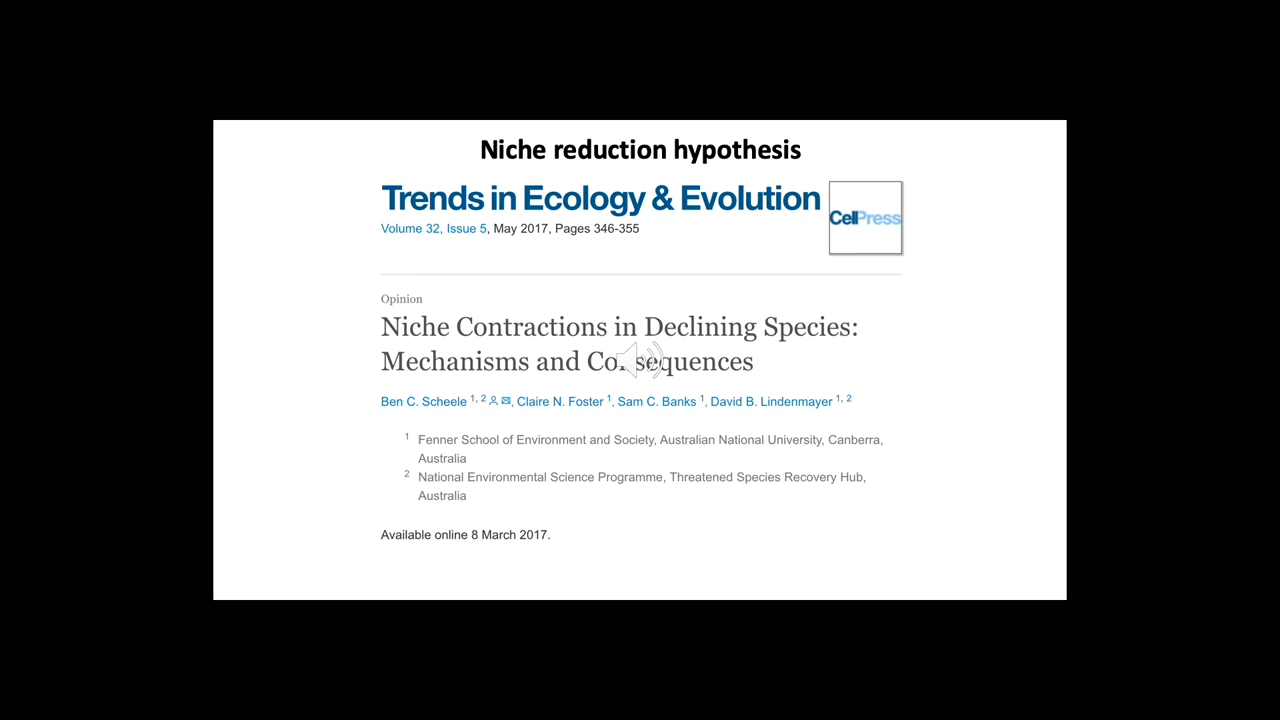 Niche reduction hypothesis
Trends in Ecology & Evolution
CellPress
Volume 32, Issue 5, May 2017, Pages 346-355
Opinion
Niche Contractions in Declining Species:
Mechanisms and Consequences
Ben C. Scheele 1, 2, Claire N. Foster 1, Sam C. Banks 1, David B. Lindenmayer 1, 2
1 Fenner School of Environment and Society, Australian National University, Canberra,
Australia
2 National Environmental Science Programme, Threatened Species Recovery Hub,
Australia
Available online 8 March 2017.